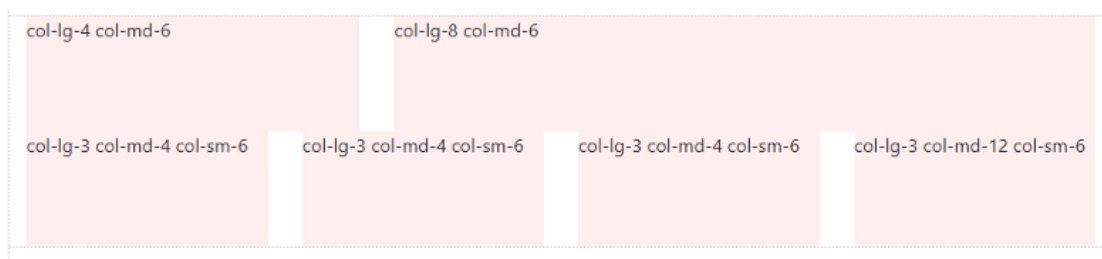 col-lg-4 col-md-6
col-lg-8 col-md-6
col-lg-3 col-md-4 col-sm-6
col-lg-3 col-md-4 col-sm-6
col-lg-3 col-md-4 col-sm-6
col-lg-3 col-md-12 col-sm-6